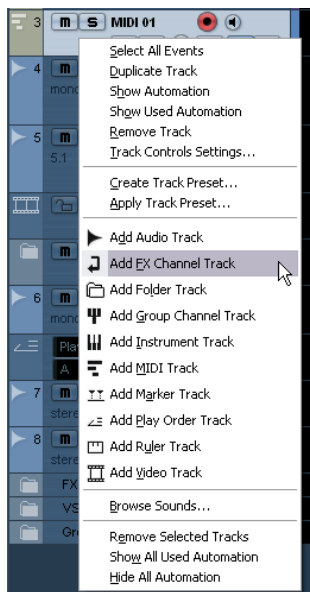 3 m S MIDI 01
Select All Events
Duplicate Track
4 m
mono
Show Automation
Show Used Automation
5 m
Remove Track
5.1
Track Controls Settings...
Create Track Preset...
Apply Track Preset...
Add Audio Track
m
Add FX Channel Track
Add Folder Track
6 m
mono
Add Group Channel Track
Add Instrument Track
Play
A
Add MIDI Track
Add Marker Track
7 m
stere
Add Play Order Track
8 m
Add Ruler Track
stere
Add Video Track
FX
VS
Browse Sounds...
Gr
Remove Selected Tracks
Show All Used Automation
Hide All Automation